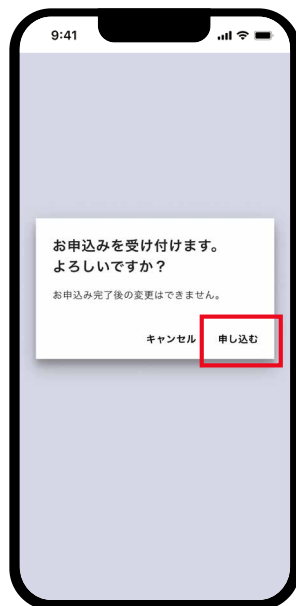 9:41
お申込みを受け付けます。
よろしいですか？
お申込み完了後の変更はできません。
キャンセル 申し込む